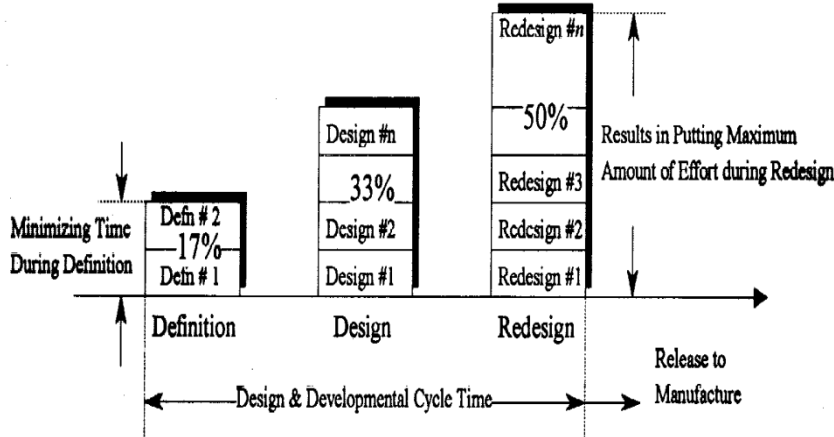 Redesign #n
50%
Redesign #3
Redesign #2
Redesign #1
Design #n
33%
Design #2
Design #1
Defn # 2
17%
Defn # 1
Minimizing Time
During Definition
Results in Putting Maximum
Amount of Effort during Redesign
Definition
Design
Redesign
Design & Developmental Cycle Time
Release to
Manufacture